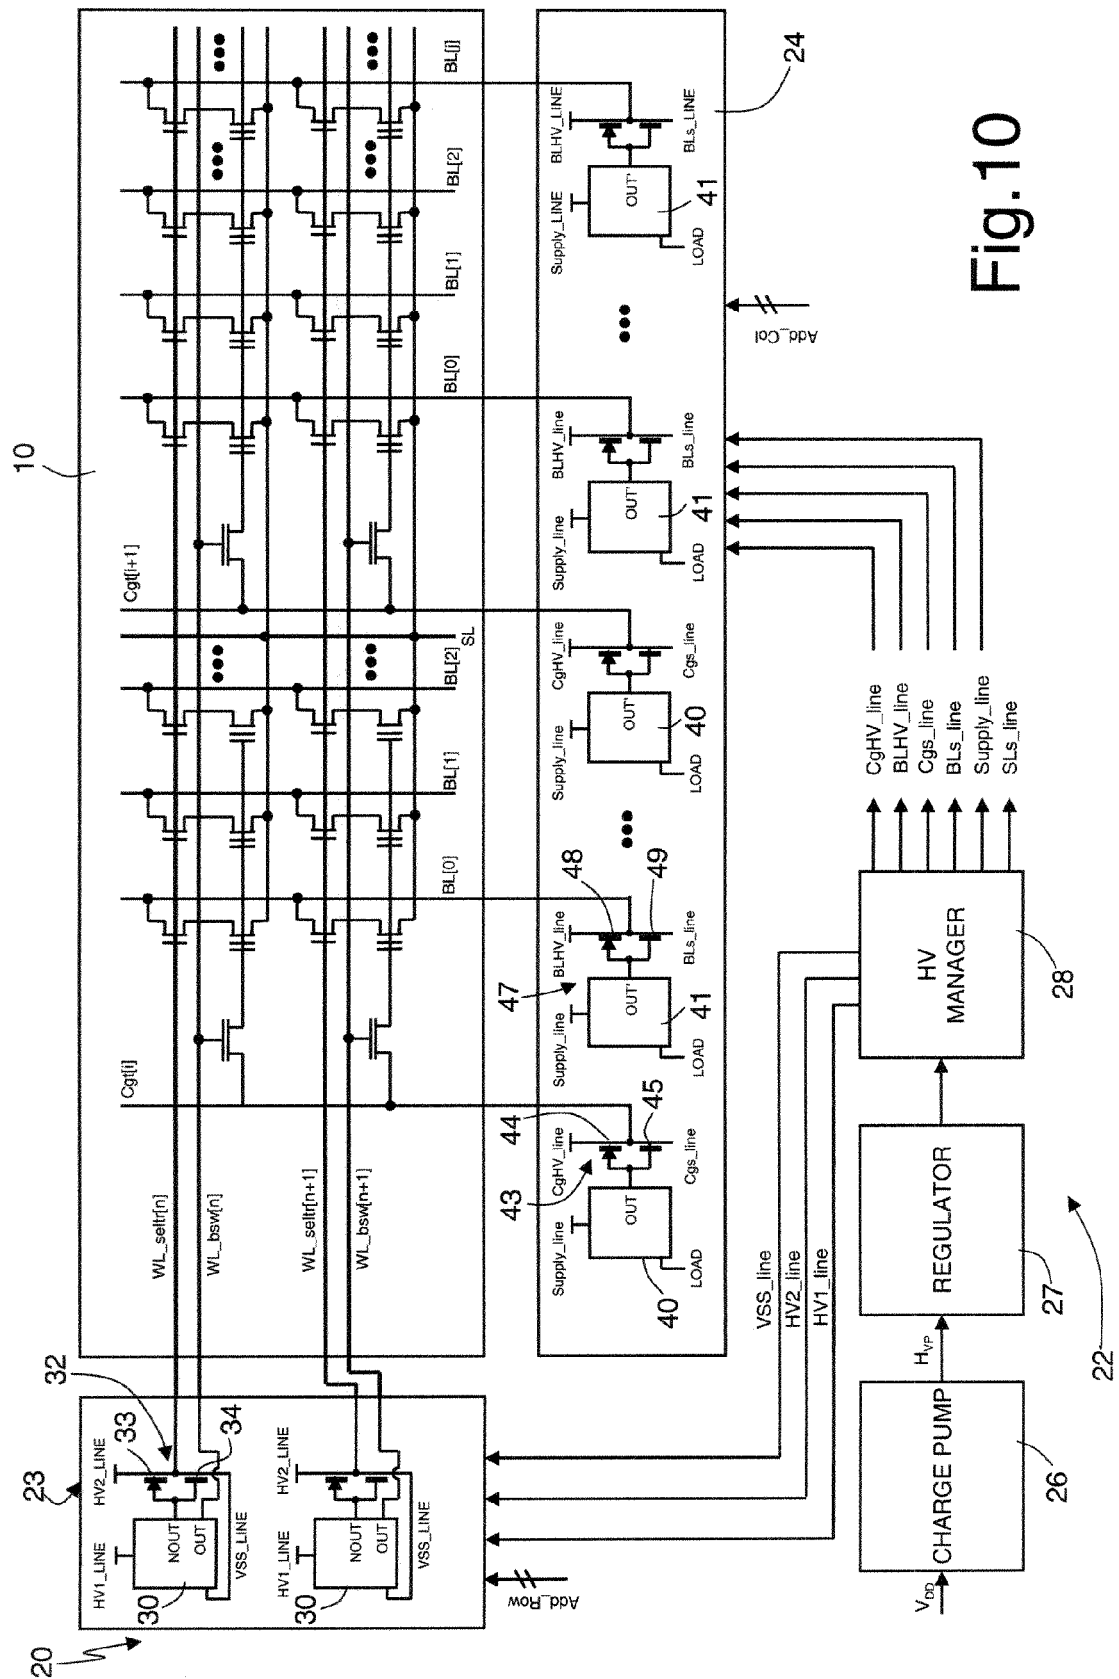 20
23
10
32
HV1_LINE
HV2_LINE
33
34
30
NOUT
OUT
VSS_LINE
WL_seltr[n]
WL_bsw[n]
Cgt[i]
Cgt[i+1]
HV1_LINE
HV2_LINE
30
NOUT
OUT
VSS_LINE
WL_seltr[n+1]
WL_bsw[n+1]
BL[0]
BL[1]
BL[2]
SL
BL[0]
BL[1]
BL[2]
BL[j]
Add_Row
Supply_line
43
CgHV_line
44
45
OUT
40
LOAD
Cgs_line
Supply_line
47
BLHV_line
48
49
OUT'
41
LOAD
BLs_line
Supply_line
CgHV_line
OUT'
40
LOAD
Cgs_line
Supply_line
BLHV_line
OUT'
41
LOAD
BLs_line
Supply_LINE
BLHV_LINE
OUT'
41
LOAD
BLs_LINE
24
Add_Col
VSS_line
HV2_line
HV1_line
VDD
CHARGE PUMP
26
HVP
REGULATOR
27
HV
MANAGER
28
CgHV_line
BLHV_line
Cgs_line
BLs_line
Supply_line
SLs_line
22
Fig.10